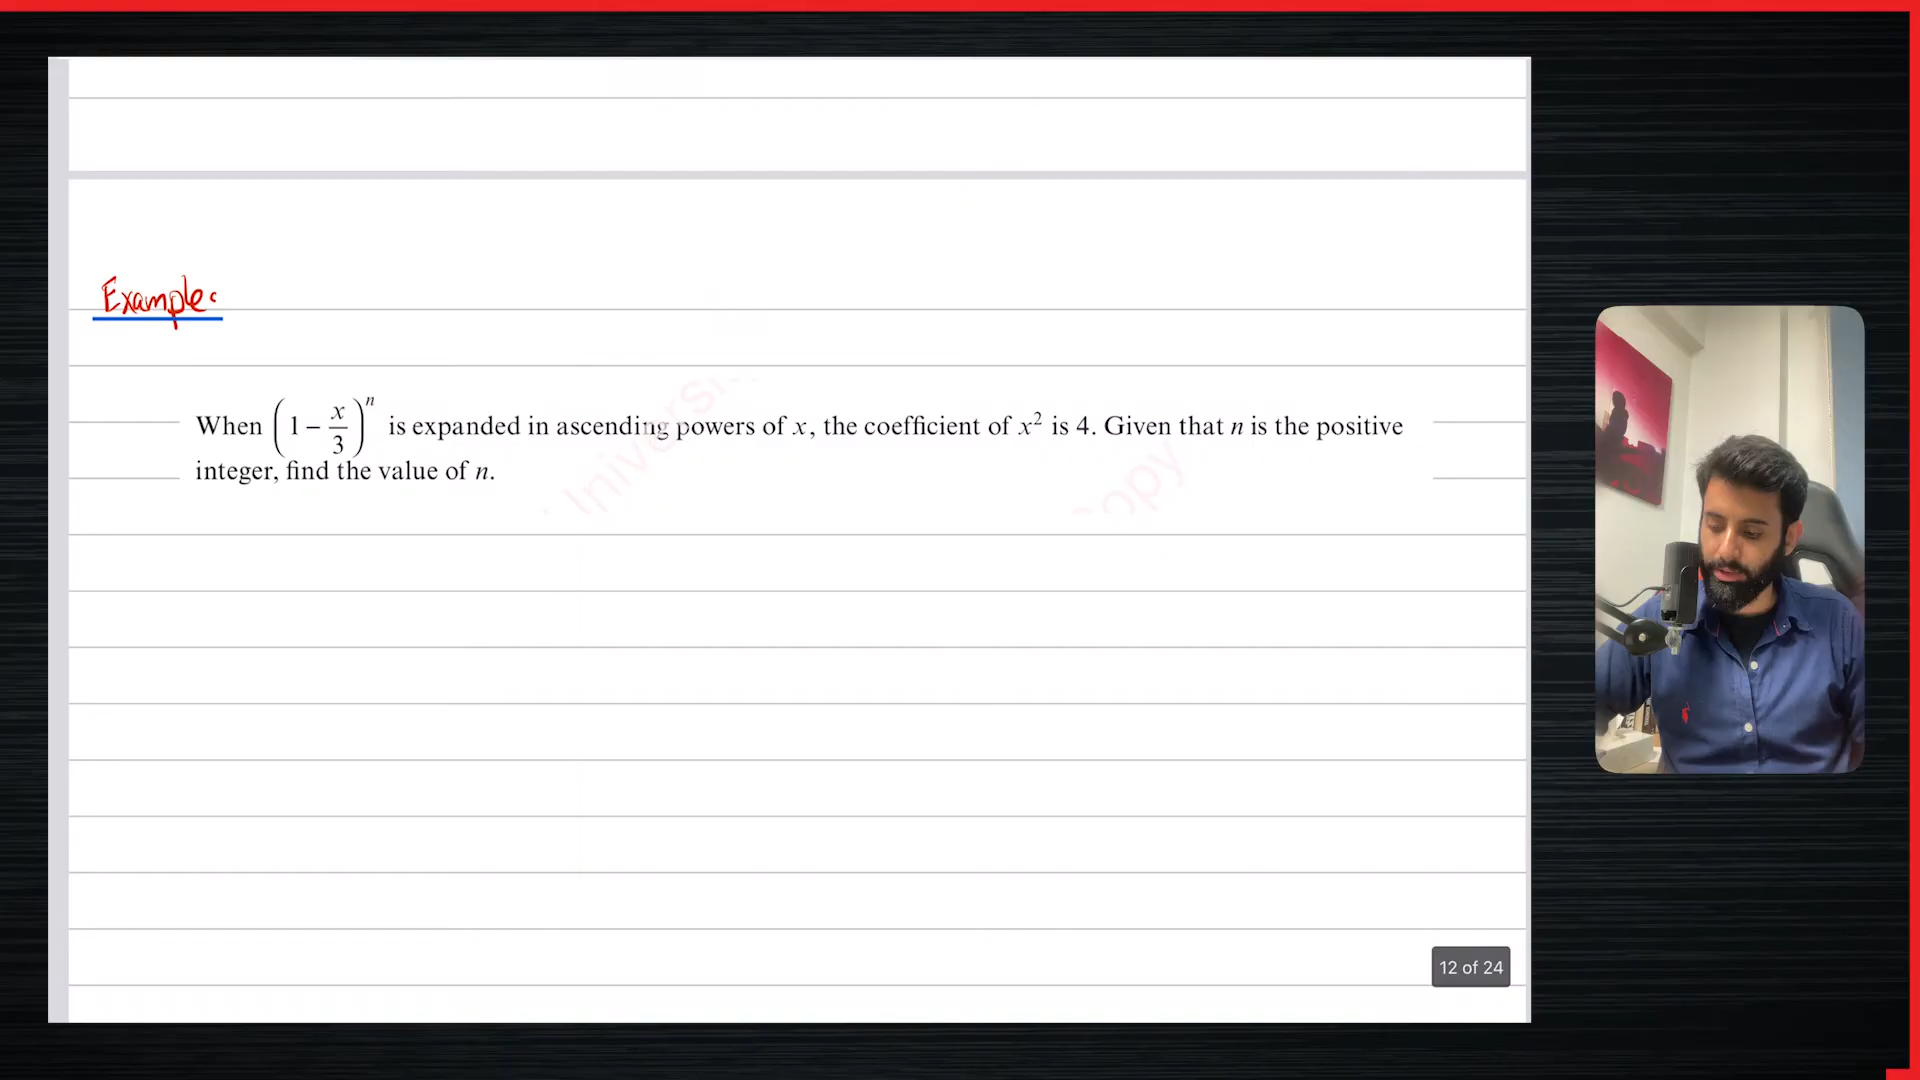 Example:
When (1 − x/3)^n is expanded in ascending powers of x, the coefficient of x² is 4. Given that n is the positive
integer, find the value of n.
12 of 24